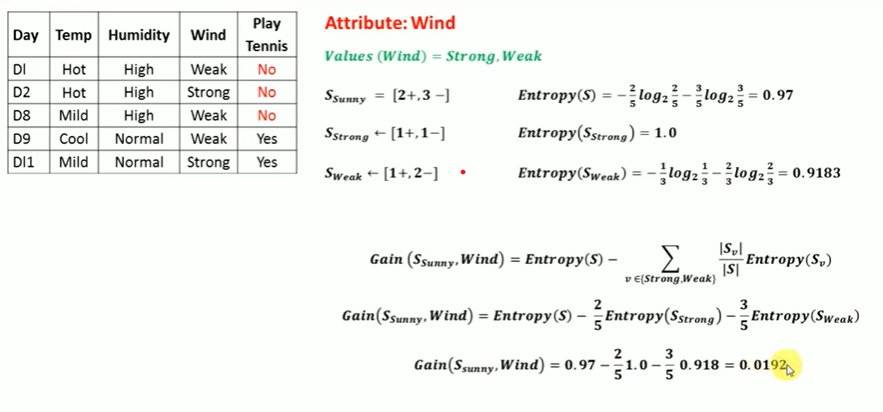 Day Temp Humidity Wind Play Tennis
D1 Hot High Weak No
D2 Hot High Strong No
D8 Mild High Weak No
D9 Cool Normal Weak Yes
D11 Mild Normal Strong Yes
Attribute: Wind
Values (Wind) = Strong, Weak
S_Sunny = [2+, 3 −] Entropy(S) = −2/5 log₂ 2/5 − 3/5 log₂ 3/5 = 0.97
S_Strong ← [1+, 1−] Entropy(S_Strong) = 1.0
S_Weak ← [1+, 2−] Entropy(S_Weak) = −1/3 log₂ 1/3 − 2/3 log₂ 2/3 = 0.9183
Gain (S_Sunny, Wind) = Entropy(S) − ∑ v ∈{Strong,Weak} |S_v|/|S| Entropy(S_v)
Gain(S_Sunny, Wind) = Entropy(S) − 2/5 Entropy(S_Strong) − 3/5 Entropy(S_Weak)
Gain(S_sunny, Wind) = 0.97 − 2/5 1.0 − 3/5 0.918 = 0.0192